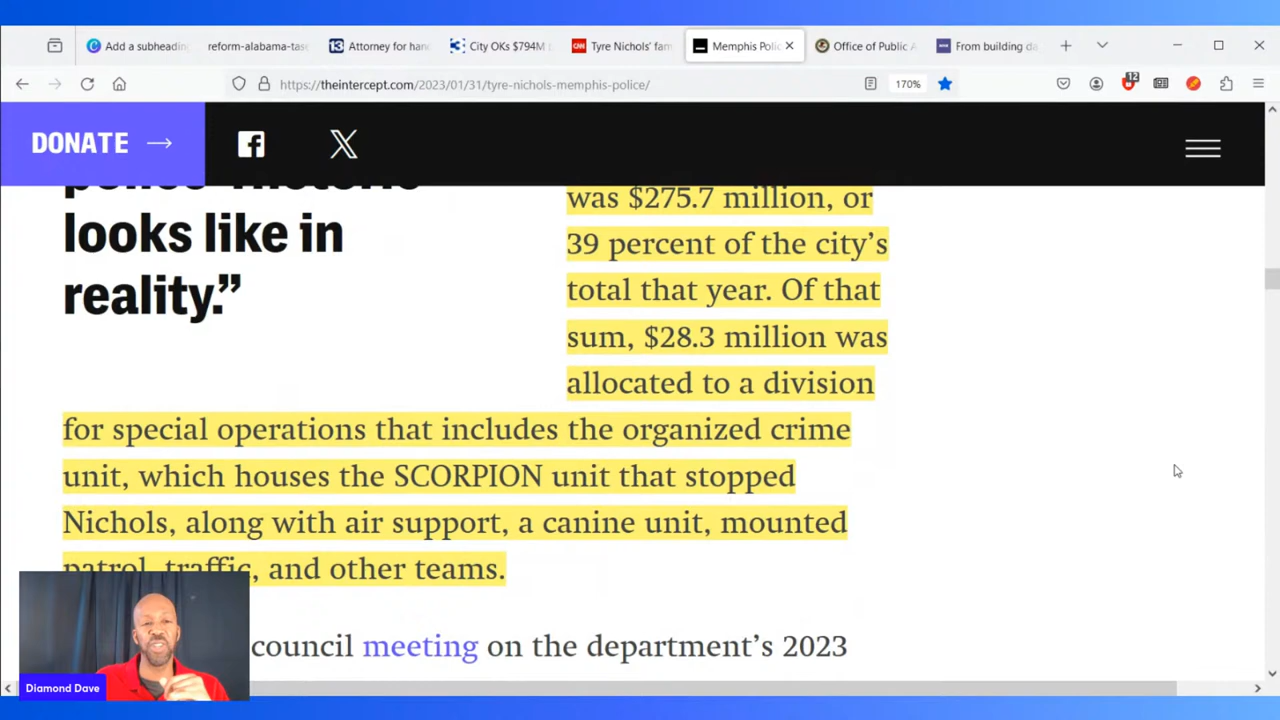 Add a subheading
reform-alabama-tase
Attorney for hand
City OKs $794M b
Tyre Nichols' fam
Memphis Polic
Office of Public A
From building da
https://theintercept.com/2023/01/31/tyre-nichols-memphis-police/
170%
12
DONATE →
looks like in
reality.”
was $275.7 million, or
39 percent of the city’s
total that year. Of that
sum, $28.3 million was
allocated to a division
for special operations that includes the organized crime
unit, which houses the SCORPION unit that stopped
Nichols, along with air support, a canine unit, mounted
patrol, traffic, and other teams.
council meeting on the department’s 2023
Diamond Dave